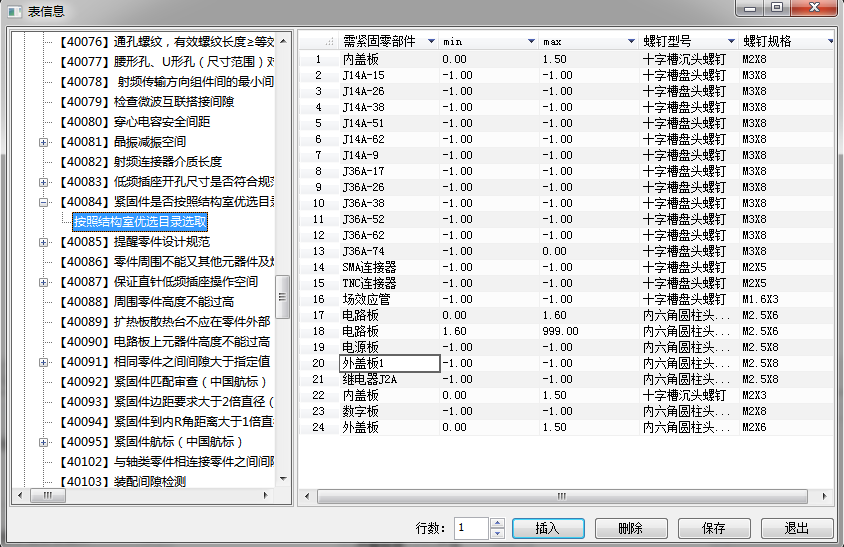 表信息
【40076】通孔螺纹，有效螺纹长度≥等效
【40077】腰形孔、U形孔（尺寸范围）对
【40078】 射频传输方向组件间的最小间
【40079】检查微波互联搭接间隙
【40080】穿心电容安全间距
【40081】晶振减振空间
【40082】射频连接器介质长度
【40083】低频插座开孔尺寸是否符合规范
【40084】紧固件是否按照结构室优选目录
按照结构室优选目录选取
【40085】提醒零件设计规范
【40086】零件周围不能又其他元器件及
【40087】保证直针低频插座操作空间
【40088】周围零件高度不能过高
【40089】扩热板散热台不应在零件外部
【40090】电路板上元器件高度不能过高
【40091】相同零件之间间隙大于指定值
【40092】紧固件匹配审查（中国航标）
【40093】紧固件边距要求大于2倍直径（
【40094】紧固件到内R角距离大于1倍直
【40095】紧固件航标（中国航标）
【40102】与轴类零件相连接零件之间间隙
【40103】装配间隙检测
需紧固零部件 min max 螺钉型号 螺钉规格
1 内盖板 0.00 1.50 十字槽沉头螺钉 M2X8
2 J14A-15 -1.00 -1.00 十字槽盘头螺钉 M3X8
3 J14A-26 -1.00 -1.00 十字槽盘头螺钉 M3X8
4 J14A-38 -1.00 -1.00 十字槽盘头螺钉 M3X8
5 J14A-51 -1.00 -1.00 十字槽盘头螺钉 M3X8
6 J14A-62 -1.00 -1.00 十字槽盘头螺钉 M3X8
7 J14A-9 -1.00 -1.00 十字槽盘头螺钉 M3X8
8 J36A-17 -1.00 -1.00 十字槽盘头螺钉 M3X8
9 J36A-26 -1.00 -1.00 十字槽盘头螺钉 M3X8
10 J36A-38 -1.00 -1.00 十字槽盘头螺钉 M3X8
11 J36A-52 -1.00 -1.00 十字槽盘头螺钉 M3X8
12 J36A-62 -1.00 -1.00 十字槽盘头螺钉 M3X8
13 J36A-74 -1.00 0.00 十字槽盘头螺钉 M3X8
14 SMA连接器 -1.00 -1.00 十字槽盘头螺钉 M2X5
15 TNC连接器 -1.00 -1.00 十字槽盘头螺钉 M2X5
16 场效应管 -1.00 -1.00 十字槽盘头螺钉 M1.6X3
17 电路板 0.00 1.60 内六角圆柱头... M2.5X6
18 电路板 1.60 999.00 内六角圆柱头... M2.5X8
19 电源板 -1.00 -1.00 内六角圆柱头... M2.5X8
20 外盖板1 -1.00 -1.00 内六角圆柱头... M2.5X8
21 继电器J2A -1.00 -1.00 内六角圆柱头... M2.5X8
22 内盖板 0.00 1.50 十字槽沉头螺钉 M2X3
23 数字板 -1.00 -1.00 内六角圆柱头... M2X8
24 外盖板 0.00 1.50 内六角圆柱头... M2X6
行数： 1 插入 删除 保存 退出